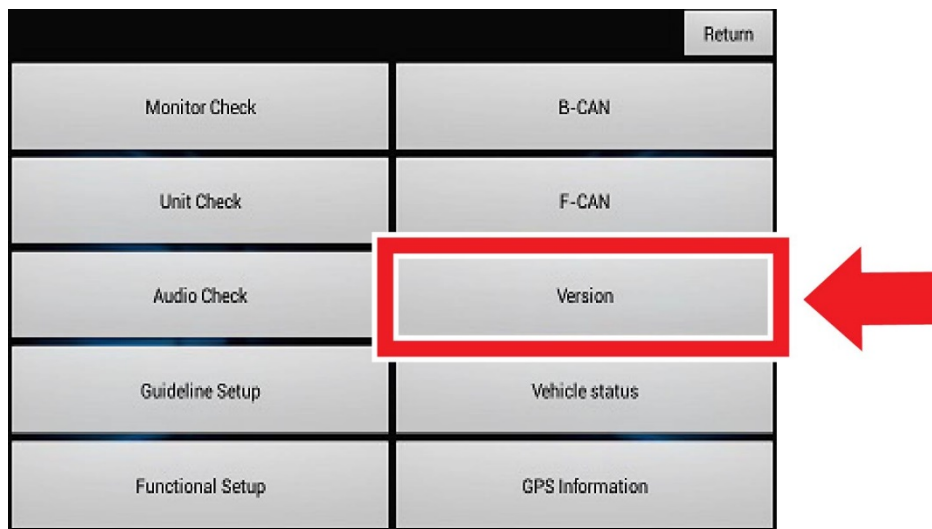 Return
Monitor Check
B-CAN
Unit Check
F-CAN
Audio Check
Version
Guideline Setup
Vehicle status
Functional Setup
GPS Information